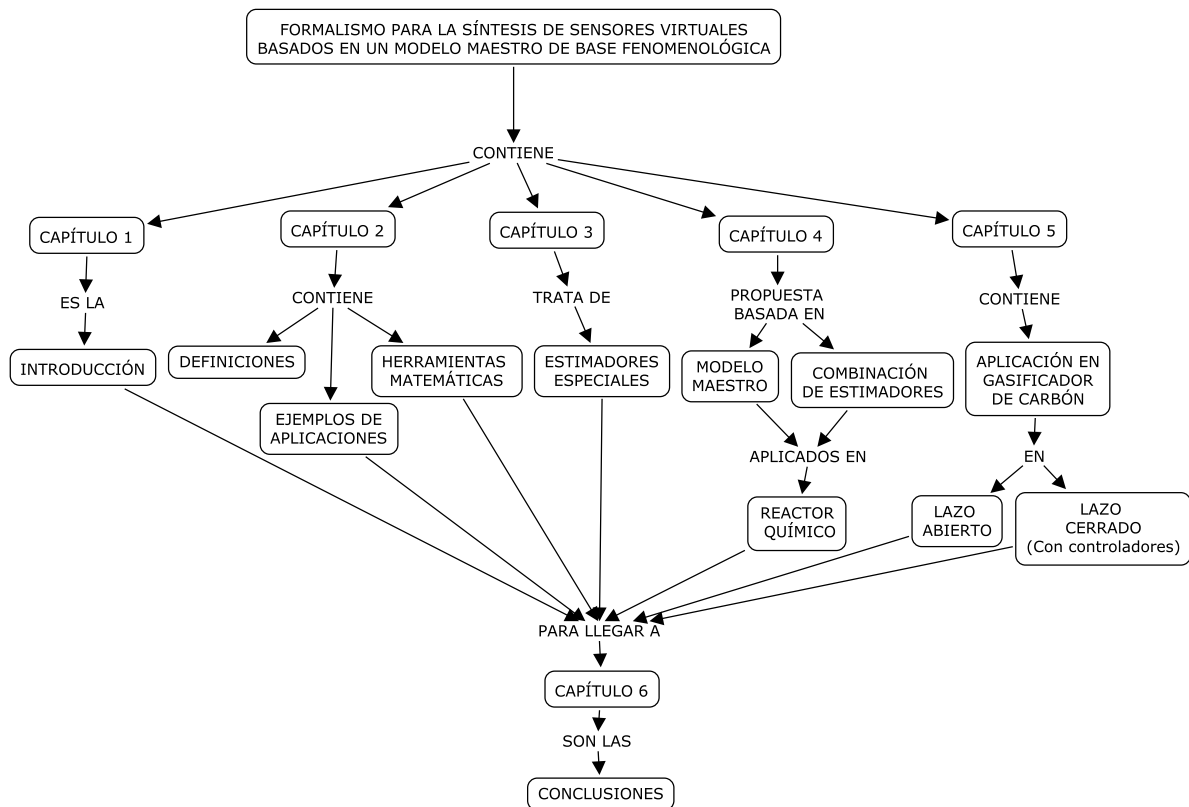 FORMALISMO PARA LA SÍNTESIS DE SENSORES VIRTUALES
BASADOS EN UN MODELO MAESTRO DE BASE FENOMENOLÓGICA
CONTIENE
CAPÍTULO 1
CAPÍTULO 2
CAPÍTULO 3
CAPÍTULO 4
CAPÍTULO 5
ES LA
CONTIENE
TRATA DE
PROPUESTA
BASADA EN
CONTIENE
INTRODUCCIÓN
DEFINICIONES
HERRAMIENTAS
MATEMÁTICAS
ESTIMADORES
ESPECIALES
MODELO
MAESTRO
COMBINACIÓN
DE ESTIMADORES
APLICACIÓN EN
GASIFICADOR
DE CARBÓN
EJEMPLOS DE
APLICACIONES
APLICADOS EN
EN
REACTOR
QUÍMICO
LAZO
ABIERTO
LAZO
CERRADO
(Con controladores)
PARA LLEGAR A
CAPÍTULO 6
SON LAS
CONCLUSIONES